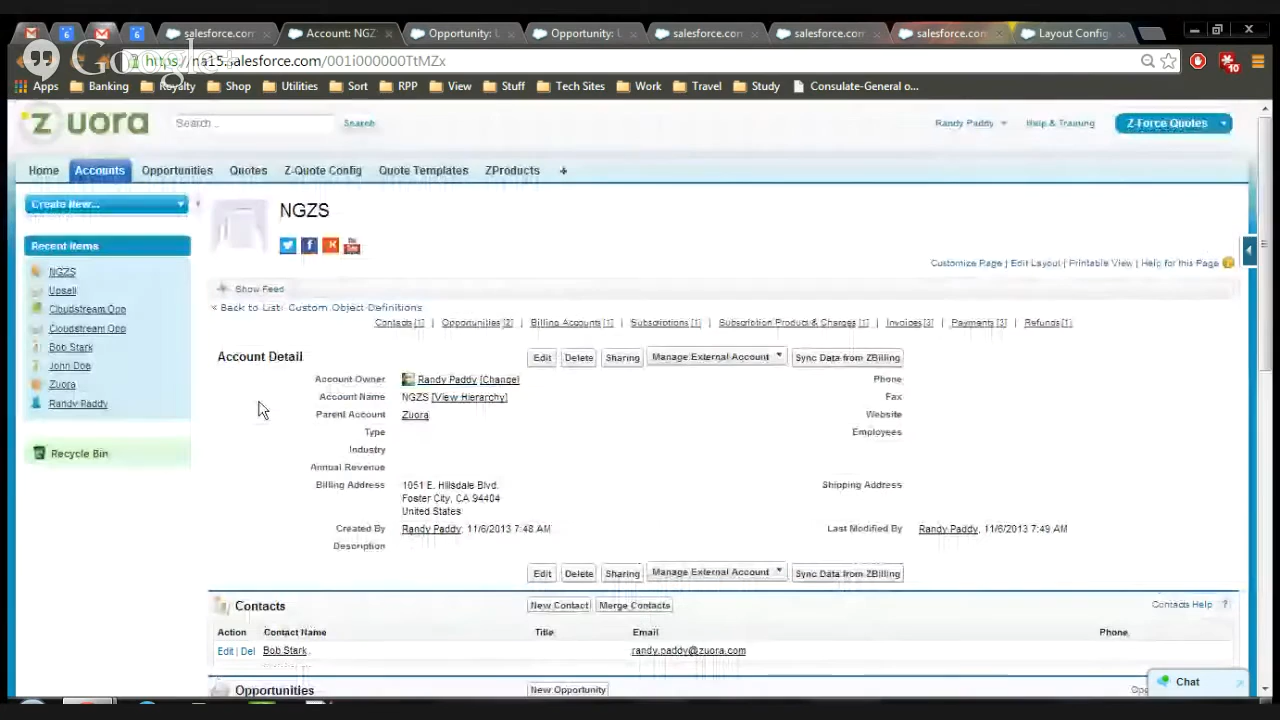 6
6
salesforce.com
Account: NGZ
Opportunity: U
Opportunity: U
salesforce.com
salesforce.com
salesforce.com
Layout Config
Google+
https://na15.salesforce.com/001i000000TtMZx
10
Apps
Banking
Royalty
Shop
Utilities
Sort
RPP
View
Stuff
Tech Sites
Work
Travel
Study
Consulate-General o...
zuora
Search...
Search
Randy Paddy
Help & Training
Z-Force Quotes
Home
Accounts
Opportunities
Quotes
Z-Quote Config
Quote Templates
ZProducts
+
Create New...
Recent Items
NGZS
Upsell
Cloudstream Opp
Cloudstream Opp
Bob Stark
John Doe
Zuora
Randy Paddy
Recycle Bin
NGZS
Customize Page | Edit Layout | Printable View | Help for this Page
Show Feed
« Back to List: Custom Object Definitions
Contacts [1] | Opportunities [2] | Billing Accounts [1] | Subscriptions [1] | Subscription Product & Charges [1] | Invoices [3] | Payments [3] | Refunds [1]
Account Detail
Edit
Delete
Sharing
Manage External Account
Sync Data from ZBilling
Account Owner Randy Paddy [Change]
Phone
Account Name NGZS [View Hierarchy]
Fax
Parent Account Zuora
Website
Type
Employees
Industry
Annual Revenue
Billing Address 1051 E. Hillsdale Blvd.
Foster City, CA 94404
United States
Shipping Address
Created By Randy Paddy, 11/6/2013 7:48 AM
Last Modified By Randy Paddy, 11/6/2013 7:49 AM
Description
Edit
Delete
Sharing
Manage External Account
Sync Data from ZBilling
Contacts
New Contact
Merge Contacts
Contacts Help ?
Action Contact Name Title Email Phone
Edit | Del Bob Stark randy.paddy@zuora.com
Opportunities
New Opportunity
Chat